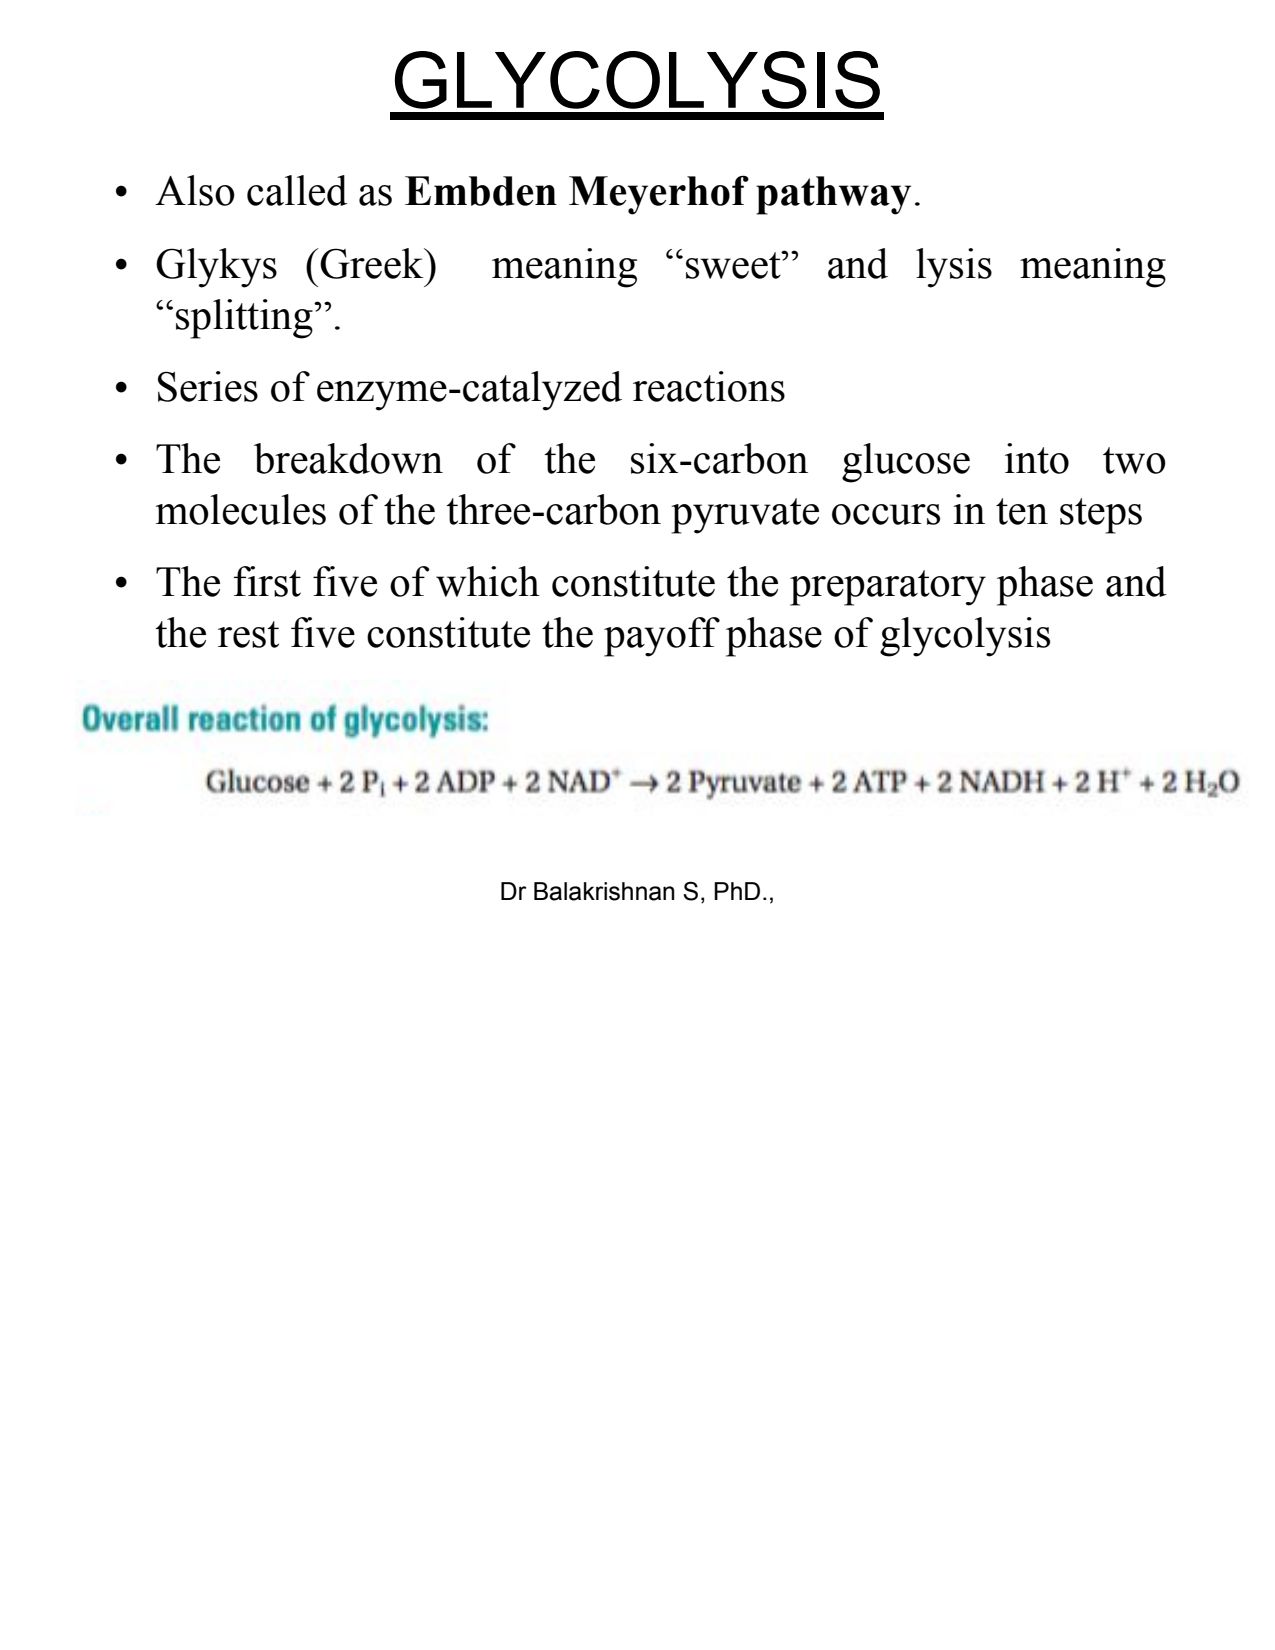 GLYCOLYSIS
• Also called as Embden Meyerhof pathway.
• Glykys (Greek) meaning “sweet” and lysis meaning
“splitting”.
• Series of enzyme-catalyzed reactions
• The breakdown of the six-carbon glucose into two
molecules of the three-carbon pyruvate occurs in ten steps
• The first five of which constitute the preparatory phase and
the rest five constitute the payoff phase of glycolysis
Overall reaction of glycolysis:
Glucose + 2 Pᵢ + 2 ADP + 2 NAD⁺ → 2 Pyruvate + 2 ATP + 2 NADH + 2 H⁺ + 2 H₂O
Dr Balakrishnan S, PhD.,